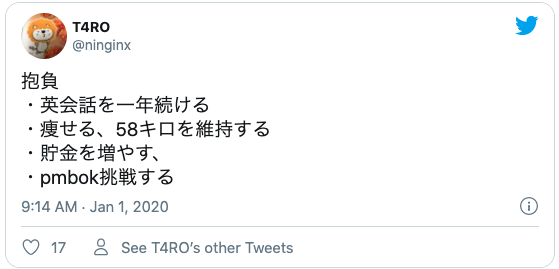 T4RO
@ninginx
抱負
・英会話を一年続ける
・痩せる、58キロを維持する
・貯金を増やす、
・pmbok挑戦する
9:14 AM · Jan 1, 2020
17
See T4RO's other Tweets